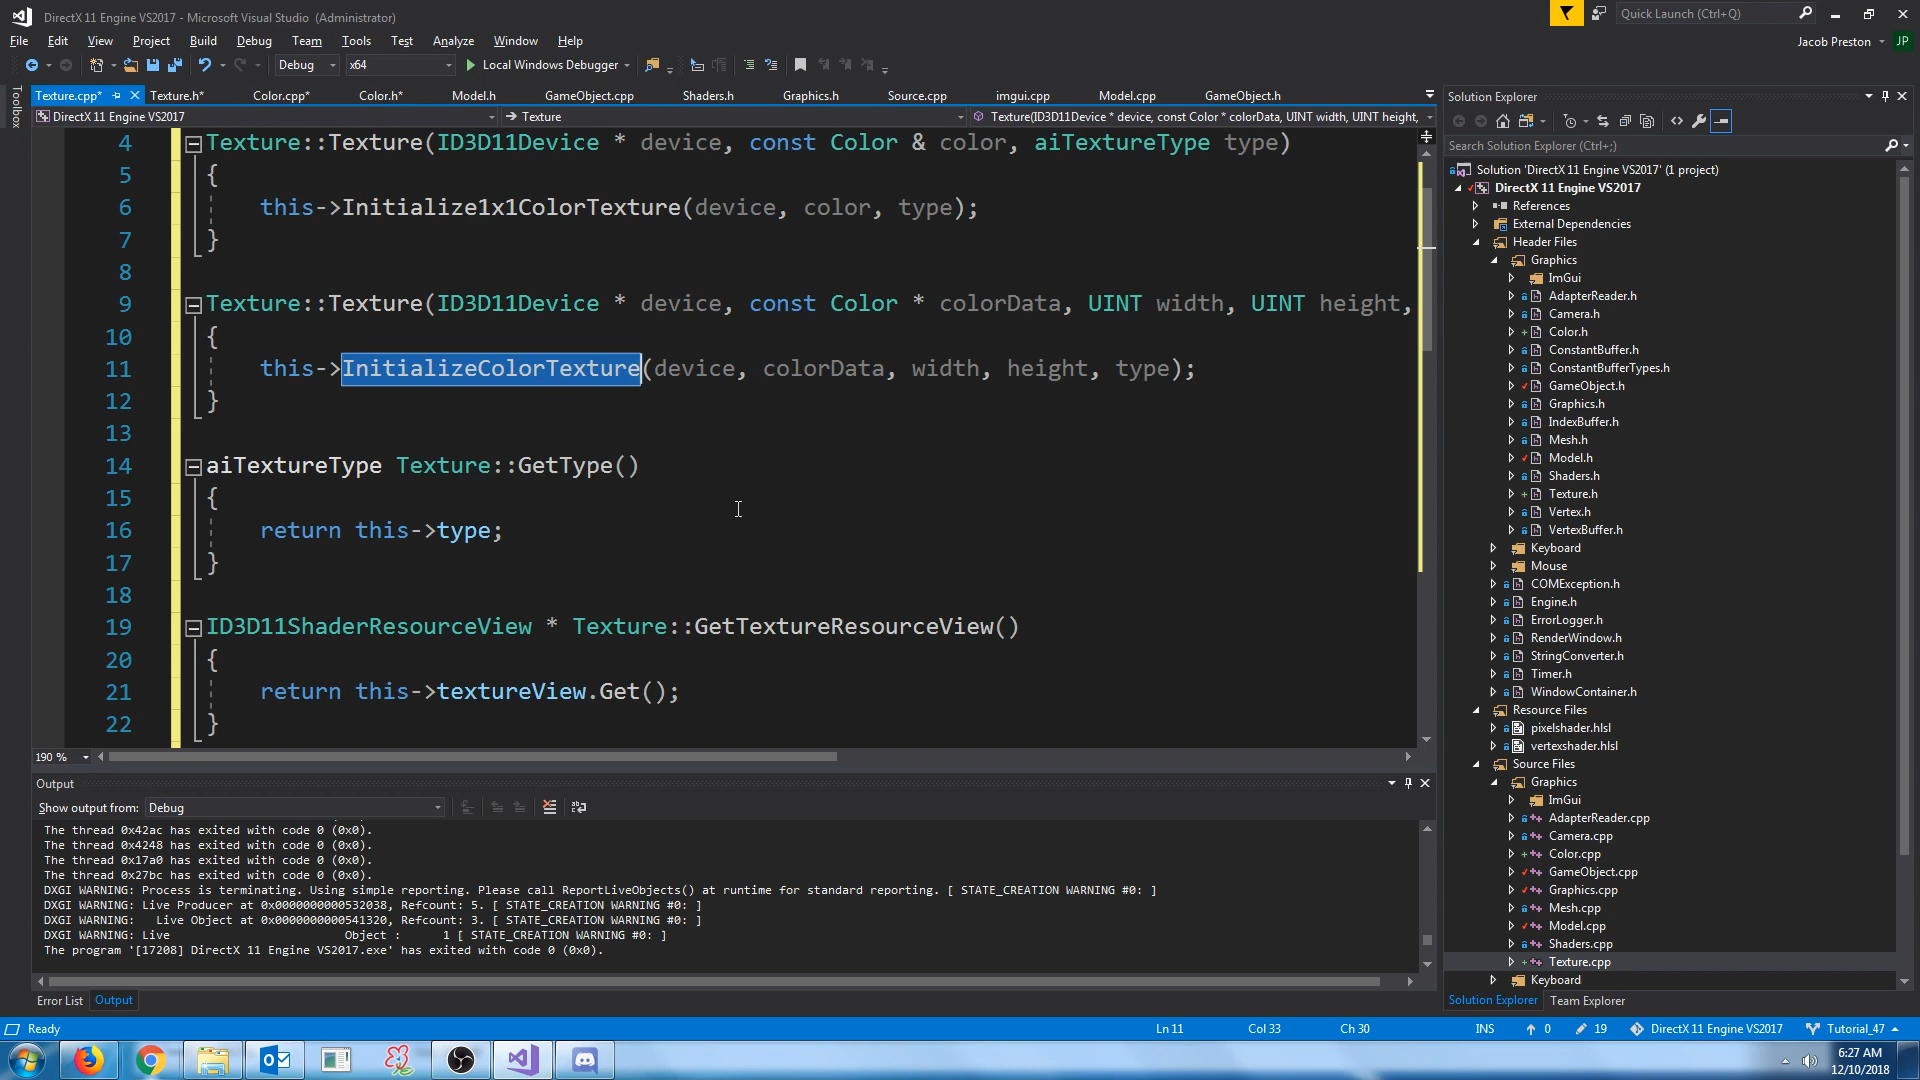 DirectX 11 Engine VS2017 - Microsoft Visual Studio (Administrator)
Quick Launch (Ctrl+Q)
File Edit View Project Build Debug Team Tools Test Analyze Window Help
Jacob Preston JP
Debug x64 Local Windows Debugger
Toolbox
Texture.cpp* Texture.h* Color.cpp* Color.h* Model.h GameObject.cpp Shaders.h Graphics.h Source.cpp imgui.cpp Model.cpp GameObject.h
DirectX 11 Engine VS2017 Texture Texture(ID3D11Device * device, const Color * colorData, UINT width, UINT height,
4 Texture::Texture(ID3D11Device * device, const Color & color, aiTextureType type)
5 {
6 this->Initialize1x1ColorTexture(device, color, type);
7 }
8
9 Texture::Texture(ID3D11Device * device, const Color * colorData, UINT width, UINT height,
10 {
11 this->InitializeColorTexture(device, colorData, width, height, type);
12 }
13
14 aiTextureType Texture::GetType()
15 {
16 return this->type;
17 }
18
19 ID3D11ShaderResourceView * Texture::GetTextureResourceView()
20 {
21 return this->textureView.Get();
22 }
190 %
Output
Show output from: Debug
The thread 0x42ac has exited with code 0 (0x0).
The thread 0x4248 has exited with code 0 (0x0).
The thread 0x17a0 has exited with code 0 (0x0).
The thread 0x27bc has exited with code 0 (0x0).
DXGI WARNING: Process is terminating. Using simple reporting. Please call ReportLiveObjects() at runtime for standard reporting. [ STATE_CREATION WARNING #0: ]
DXGI WARNING: Live Producer at 0x0000000000532038, Refcount: 5. [ STATE_CREATION WARNING #0: ]
DXGI WARNING: Live Object at 0x0000000000541320, Refcount: 3. [ STATE_CREATION WARNING #0: ]
DXGI WARNING: Live Object : 1 [ STATE_CREATION WARNING #0: ]
The program '[17208] DirectX 11 Engine VS2017.exe' has exited with code 0 (0x0).
Error List Output
Solution Explorer
Search Solution Explorer (Ctrl+;)
Solution 'DirectX 11 Engine VS2017' (1 project)
DirectX 11 Engine VS2017
References
External Dependencies
Header Files
Graphics
ImGui
AdapterReader.h
Camera.h
Color.h
ConstantBuffer.h
ConstantBufferTypes.h
GameObject.h
Graphics.h
IndexBuffer.h
Mesh.h
Model.h
Shaders.h
Texture.h
Vertex.h
VertexBuffer.h
Keyboard
Mouse
COMException.h
Engine.h
ErrorLogger.h
RenderWindow.h
StringConverter.h
Timer.h
WindowContainer.h
Resource Files
pixelshader.hlsl
vertexshader.hlsl
Source Files
Graphics
ImGui
AdapterReader.cpp
Camera.cpp
Color.cpp
GameObject.cpp
Graphics.cpp
Mesh.cpp
Model.cpp
Shaders.cpp
Texture.cpp
Keyboard
Solution Explorer Team Explorer
Ready Ln 11 Col 33 Ch 30 INS 0 19 DirectX 11 Engine VS2017 Tutorial_47
6:27 AM
12/10/2018